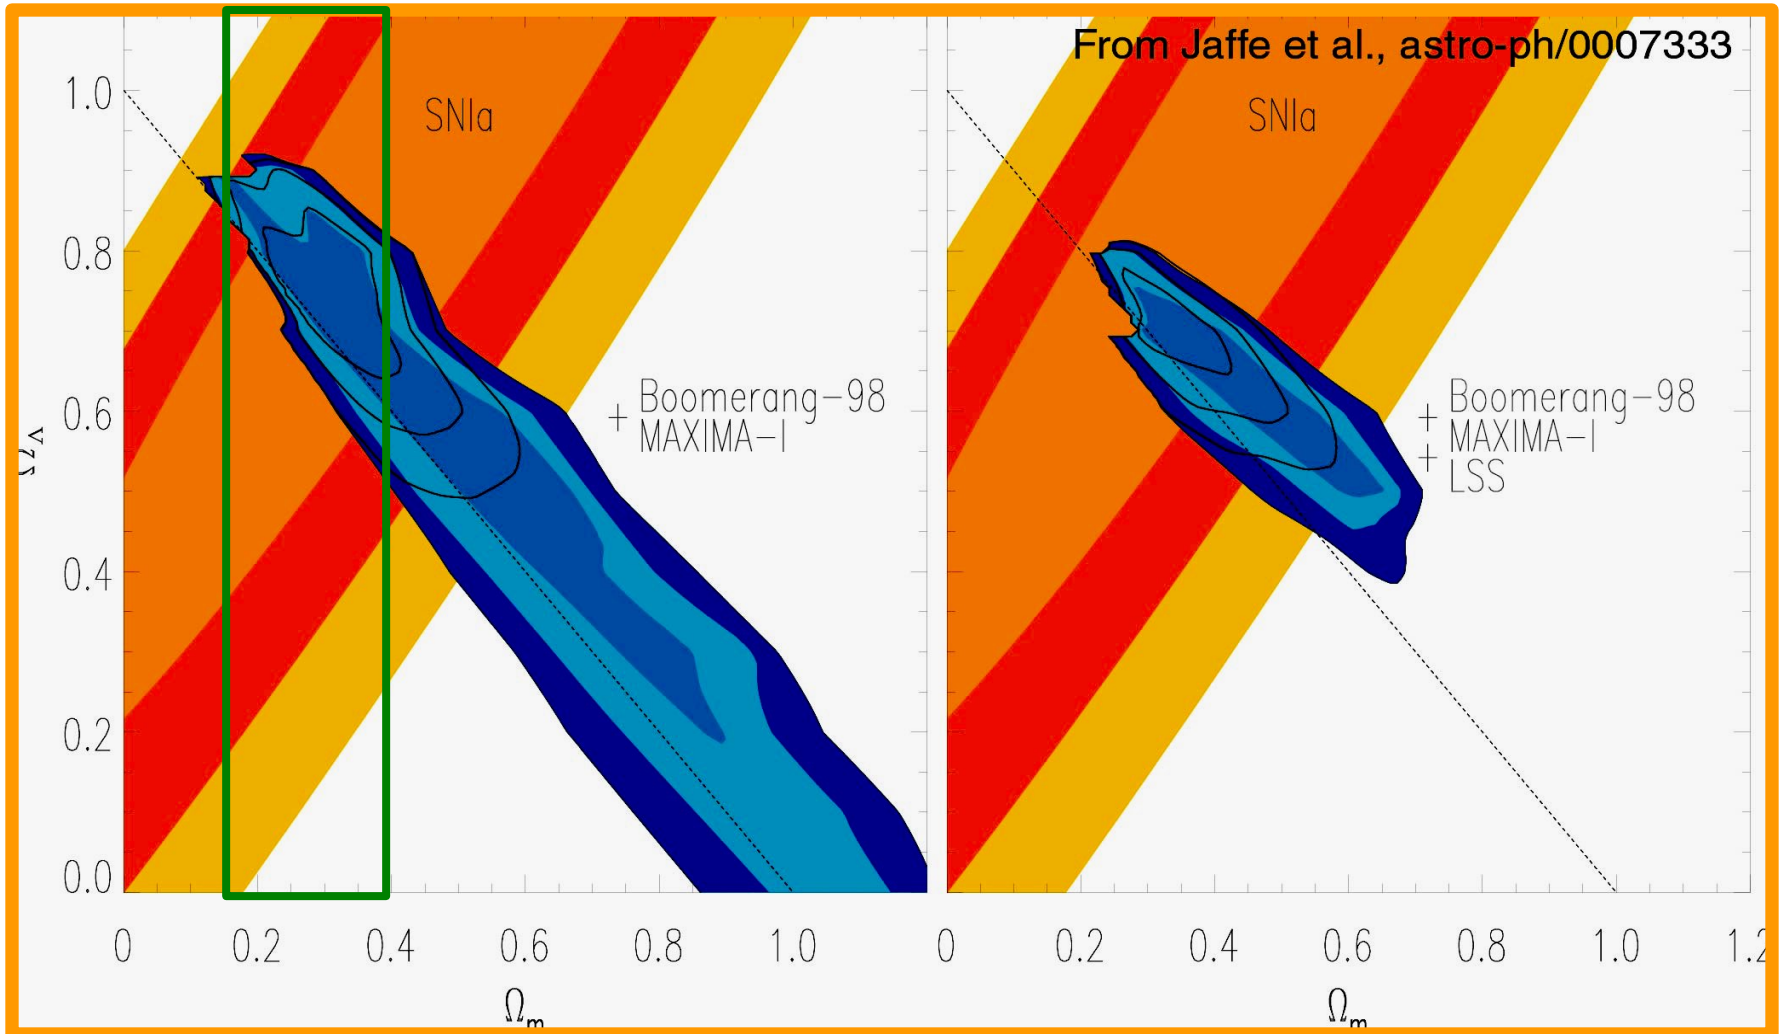 From Jaffe et al., astro-ph/0007333
SNIa
SNIa
1.0
0.8
0.6
0.4
0.2
0.0
+ Boomerang-98
MAXIMA-I
+ Boomerang-98
+ MAXIMA-I
LSS
0 0.2 0.4 0.6 0.8 1.0
0 0.2 0.4 0.6 0.8 1.0 1.2
Ωm
Ωm